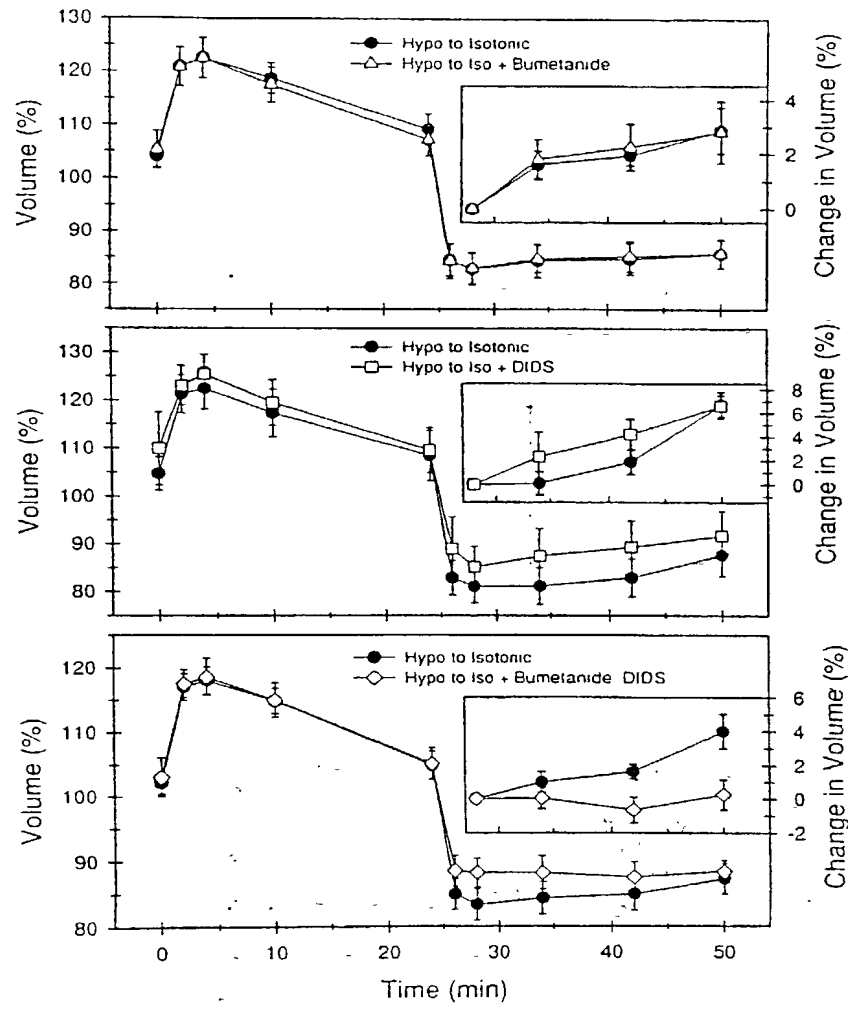 130
120
110
100
90
80
Volume (%)
Hypo to Isotonic
Hypo to Iso + Bumetanide
4
2
0
Change in Volume (%)
130
120
110
100
90
80
Volume (%)
Hypo to Isotonic
Hypo to Iso + DIDS
8
6
4
2
0
Change in Volume (%)
120
110
100
90
80
Volume (%)
Hypo to Isotonic
Hypo to Iso + Bumetanide DIDS
6
4
2
0
-2
Change in Volume (%)
0 10 20 30 40 50
Time (min)